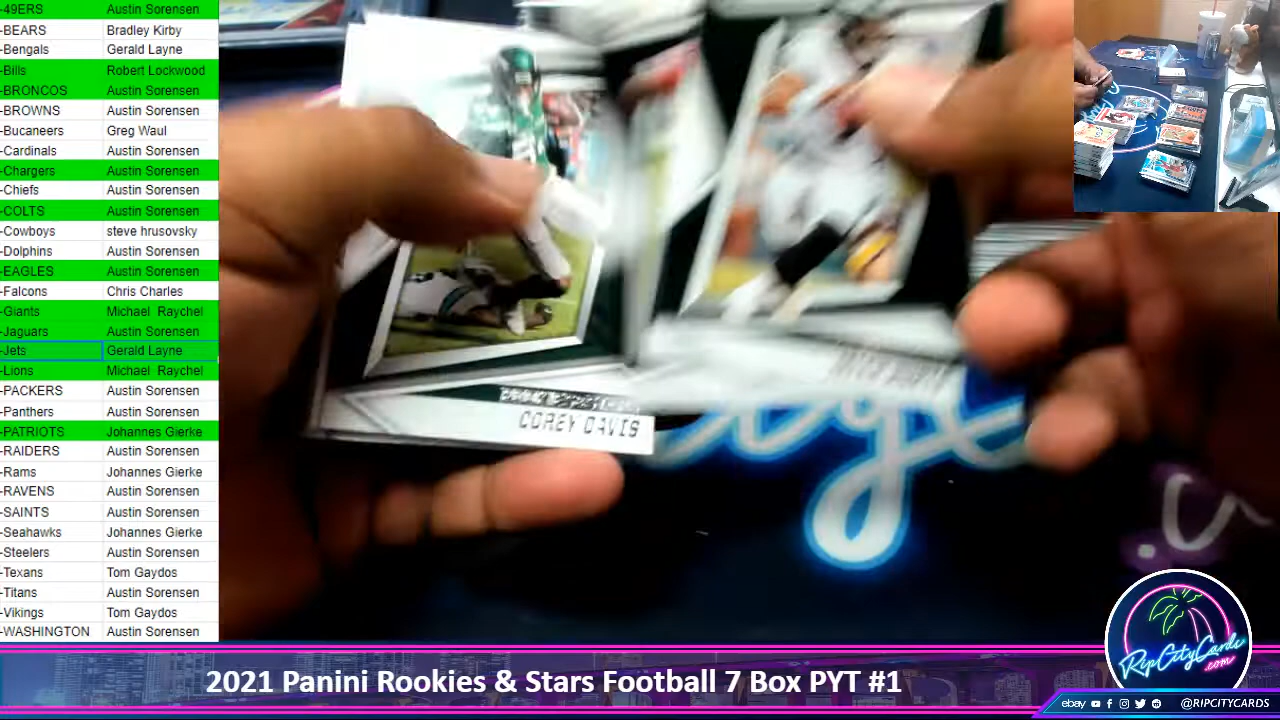 -49ERS Austin Sorensen
-BEARS Bradley Kirby
-Bengals Gerald Layne
-Bills Robert Lockwood
-BRONCOS Austin Sorensen
-BROWNS Austin Sorensen
-Bucaneers Greg Waul
-Cardinals Austin Sorensen
-Chargers Austin Sorensen
-Chiefs Austin Sorensen
-COLTS Austin Sorensen
-Cowboys steve hrusovsky
-Dolphins Austin Sorensen
-EAGLES Austin Sorensen
-Falcons Chris Charles
-Giants Michael Raychel
-Jaguars Austin Sorensen
-Jets Gerald Layne
-Lions Michael Raychel
-PACKERS Austin Sorensen
-Panthers Austin Sorensen
-PATRIOTS Johannes Gierke
-RAIDERS Austin Sorensen
-Rams Johannes Gierke
-RAVENS Austin Sorensen
-SAINTS Austin Sorensen
-Seahawks Johannes Gierke
-Steelers Austin Sorensen
-Texans Tom Gaydos
-Titans Austin Sorensen
-Vikings Tom Gaydos
-WASHINGTON Austin Sorensen
COREY DAVIS
2021 Panini Rookies & Stars Football 7 Box PYT #1
RipCityCards
.com
ebay @RIPCITYCARDS